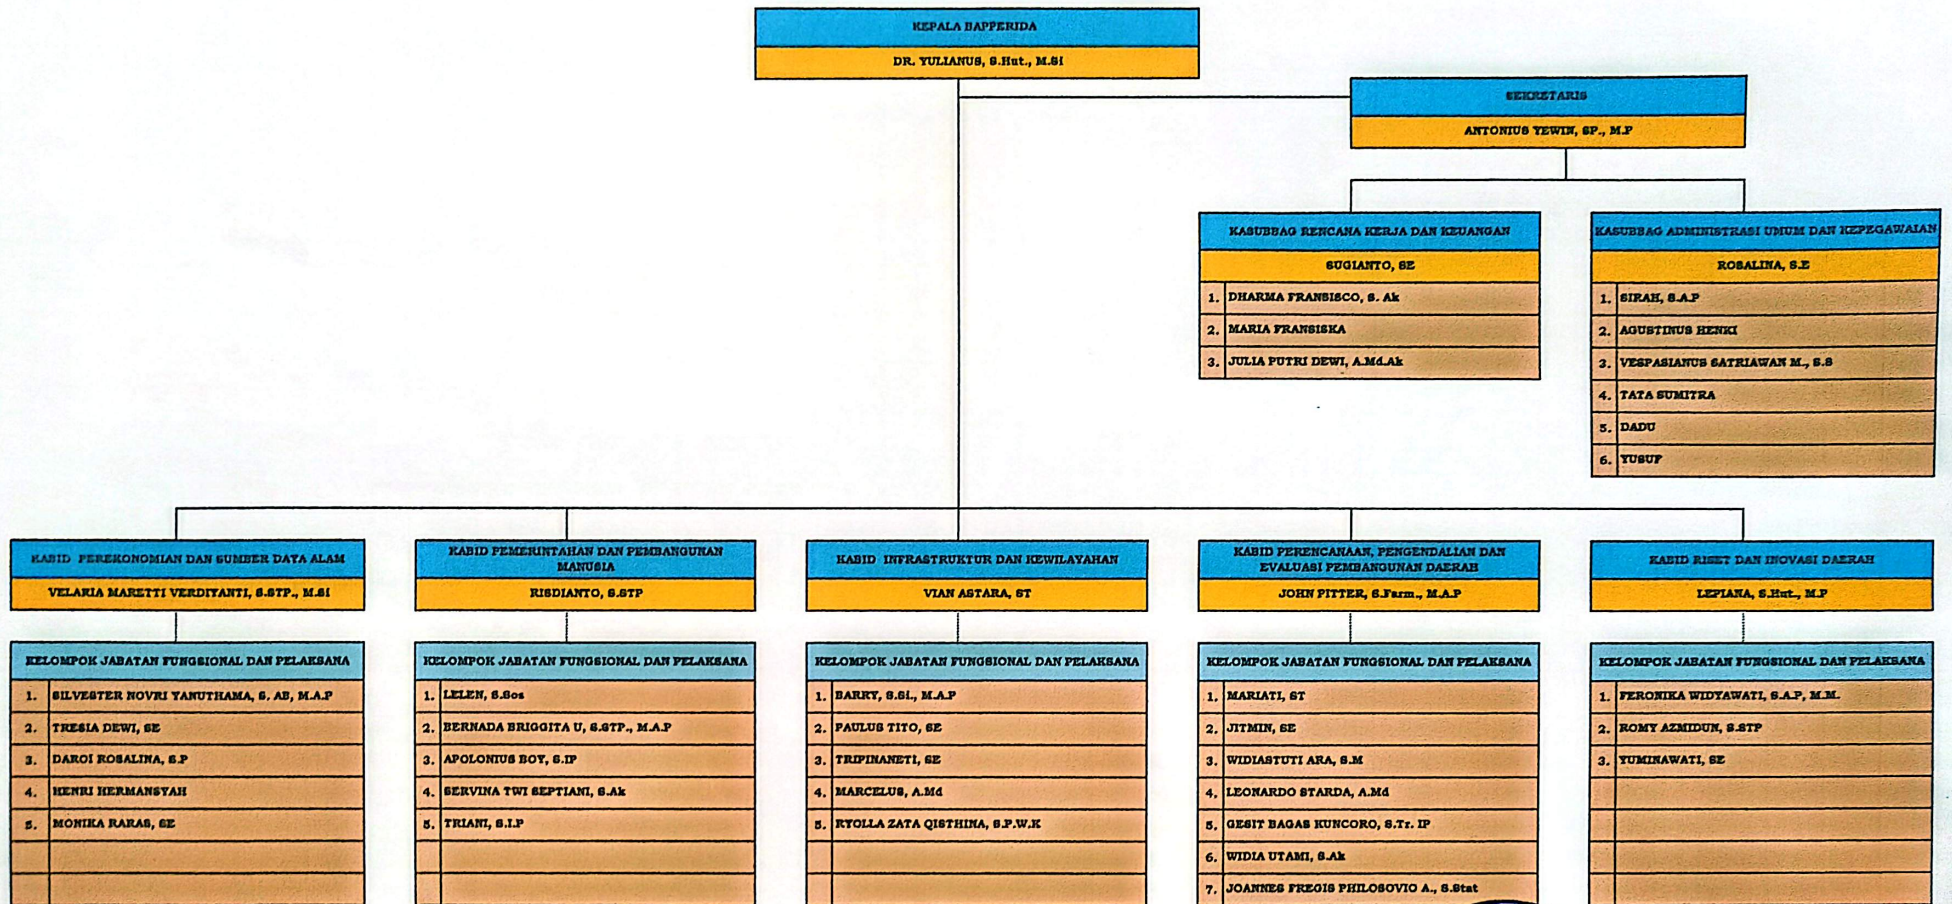 KEPALA BAPPERIDA
DR. YULIANUS, S.Hut., M.Si
SEKRETARIS
ANTONIUS YEWIN, SP., M.P
KASUBBAG RENCANA KERJA DAN KEUANGAN
SUGIANTO, SE
1. DHARMA FRANSISCO, S. Ak
2. MARIA FRANSISKA
3. JULIA PUTRI DEWI, A.Md.Ak
KASUBBAG ADMINISTRASI UMUM DAN KEPEGAWAIAN
ROSALINA, S.E
1. SIRAH, S.A.P
2. AGUSTINUS HENKI
3. VESPASIANUS SATRIAWAN M., S.S
4. TATA SUMITRA
5. DADU
6. YUSUF
KABID PEREKONOMIAN DAN SUMBER DATA ALAM
VELARIA MARETTI VERDIYANTI, S.STP., M.Si
KELOMPOK JABATAN FUNGSIONAL DAN PELAKSANA
1. SILVESTER NOVRI YANUTHAMA, S. AB, M.A.P
2. TRESIA DEWI, SE
3. DAROI ROSALINA, S.P
4. HENRI HERMANSYAH
5. MONIKA RARAS, SE
KABID PEMERINTAHAN DAN PEMBANGUNAN
MANUSIA
RISDIANTO, S.STP
KELOMPOK JABATAN FUNGSIONAL DAN PELAKSANA
1. LELEN, S.Sos
2. BERNADA BRIGGITA U, S.STP., M.A.P
3. APOLONIUS BOY, S.IP
4. SERVINA TWI SEPTIANI, S.Ak
5. TRIANI, S.I.P
KABID INFRASTRUKTUR DAN KEWILAYAHAN
VIAN ASTARA, ST
KELOMPOK JABATAN FUNGSIONAL DAN PELAKSANA
1. BARRY, S.Si., M.A.P
2. PAULUS TITO, SE
3. TRIPINANETI, SE
4. MARCELUS, A.Md
5. RYOLLA ZATA QISTHINA, S.P.W.K
KABID PERENCANAAN, PENGENDALIAN DAN
EVALUASI PEMBANGUNAN DAERAH
JOHN PITTER, S.Farm., M.A.P
KELOMPOK JABATAN FUNGSIONAL DAN PELAKSANA
1. MARIATI, ST
2. JITMIN, SE
3. WIDIASTUTI ARA, S.M
4. LEONARDO STARDA, A.Md
5. GESIT BAGAS KUNCORO, S.Tr. IP
6. WIDIA UTAMI, S.Ak
7. JOANNES FREGIS PHILOSOVIO A., S.Stat
KABID RISET DAN INOVASI DAERAH
LEPIANA, S.Hut., M.P
KELOMPOK JABATAN FUNGSIONAL DAN PELAKSANA
1. FERONIKA WIDYAWATI, S.A.P, M.M.
2. ROMY AZMIDUN, S.STP
3. YUMINAWATI, SE